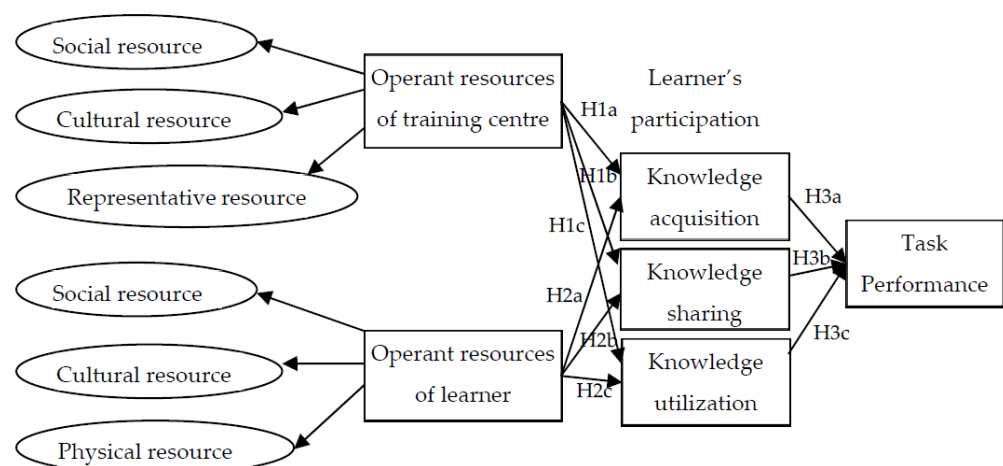 Social resource
Cultural resource
Representative resource
Operant resources
of training centre
Learner's
participation
H1a
H1b
H1c
Knowledge
acquisition
H3a
Task
Performance
H3b
Knowledge
sharing
H3c
H2a
H2b
H2c
Knowledge
utilization
Social resource
Cultural resource
Physical resource
Operant resources
of learner